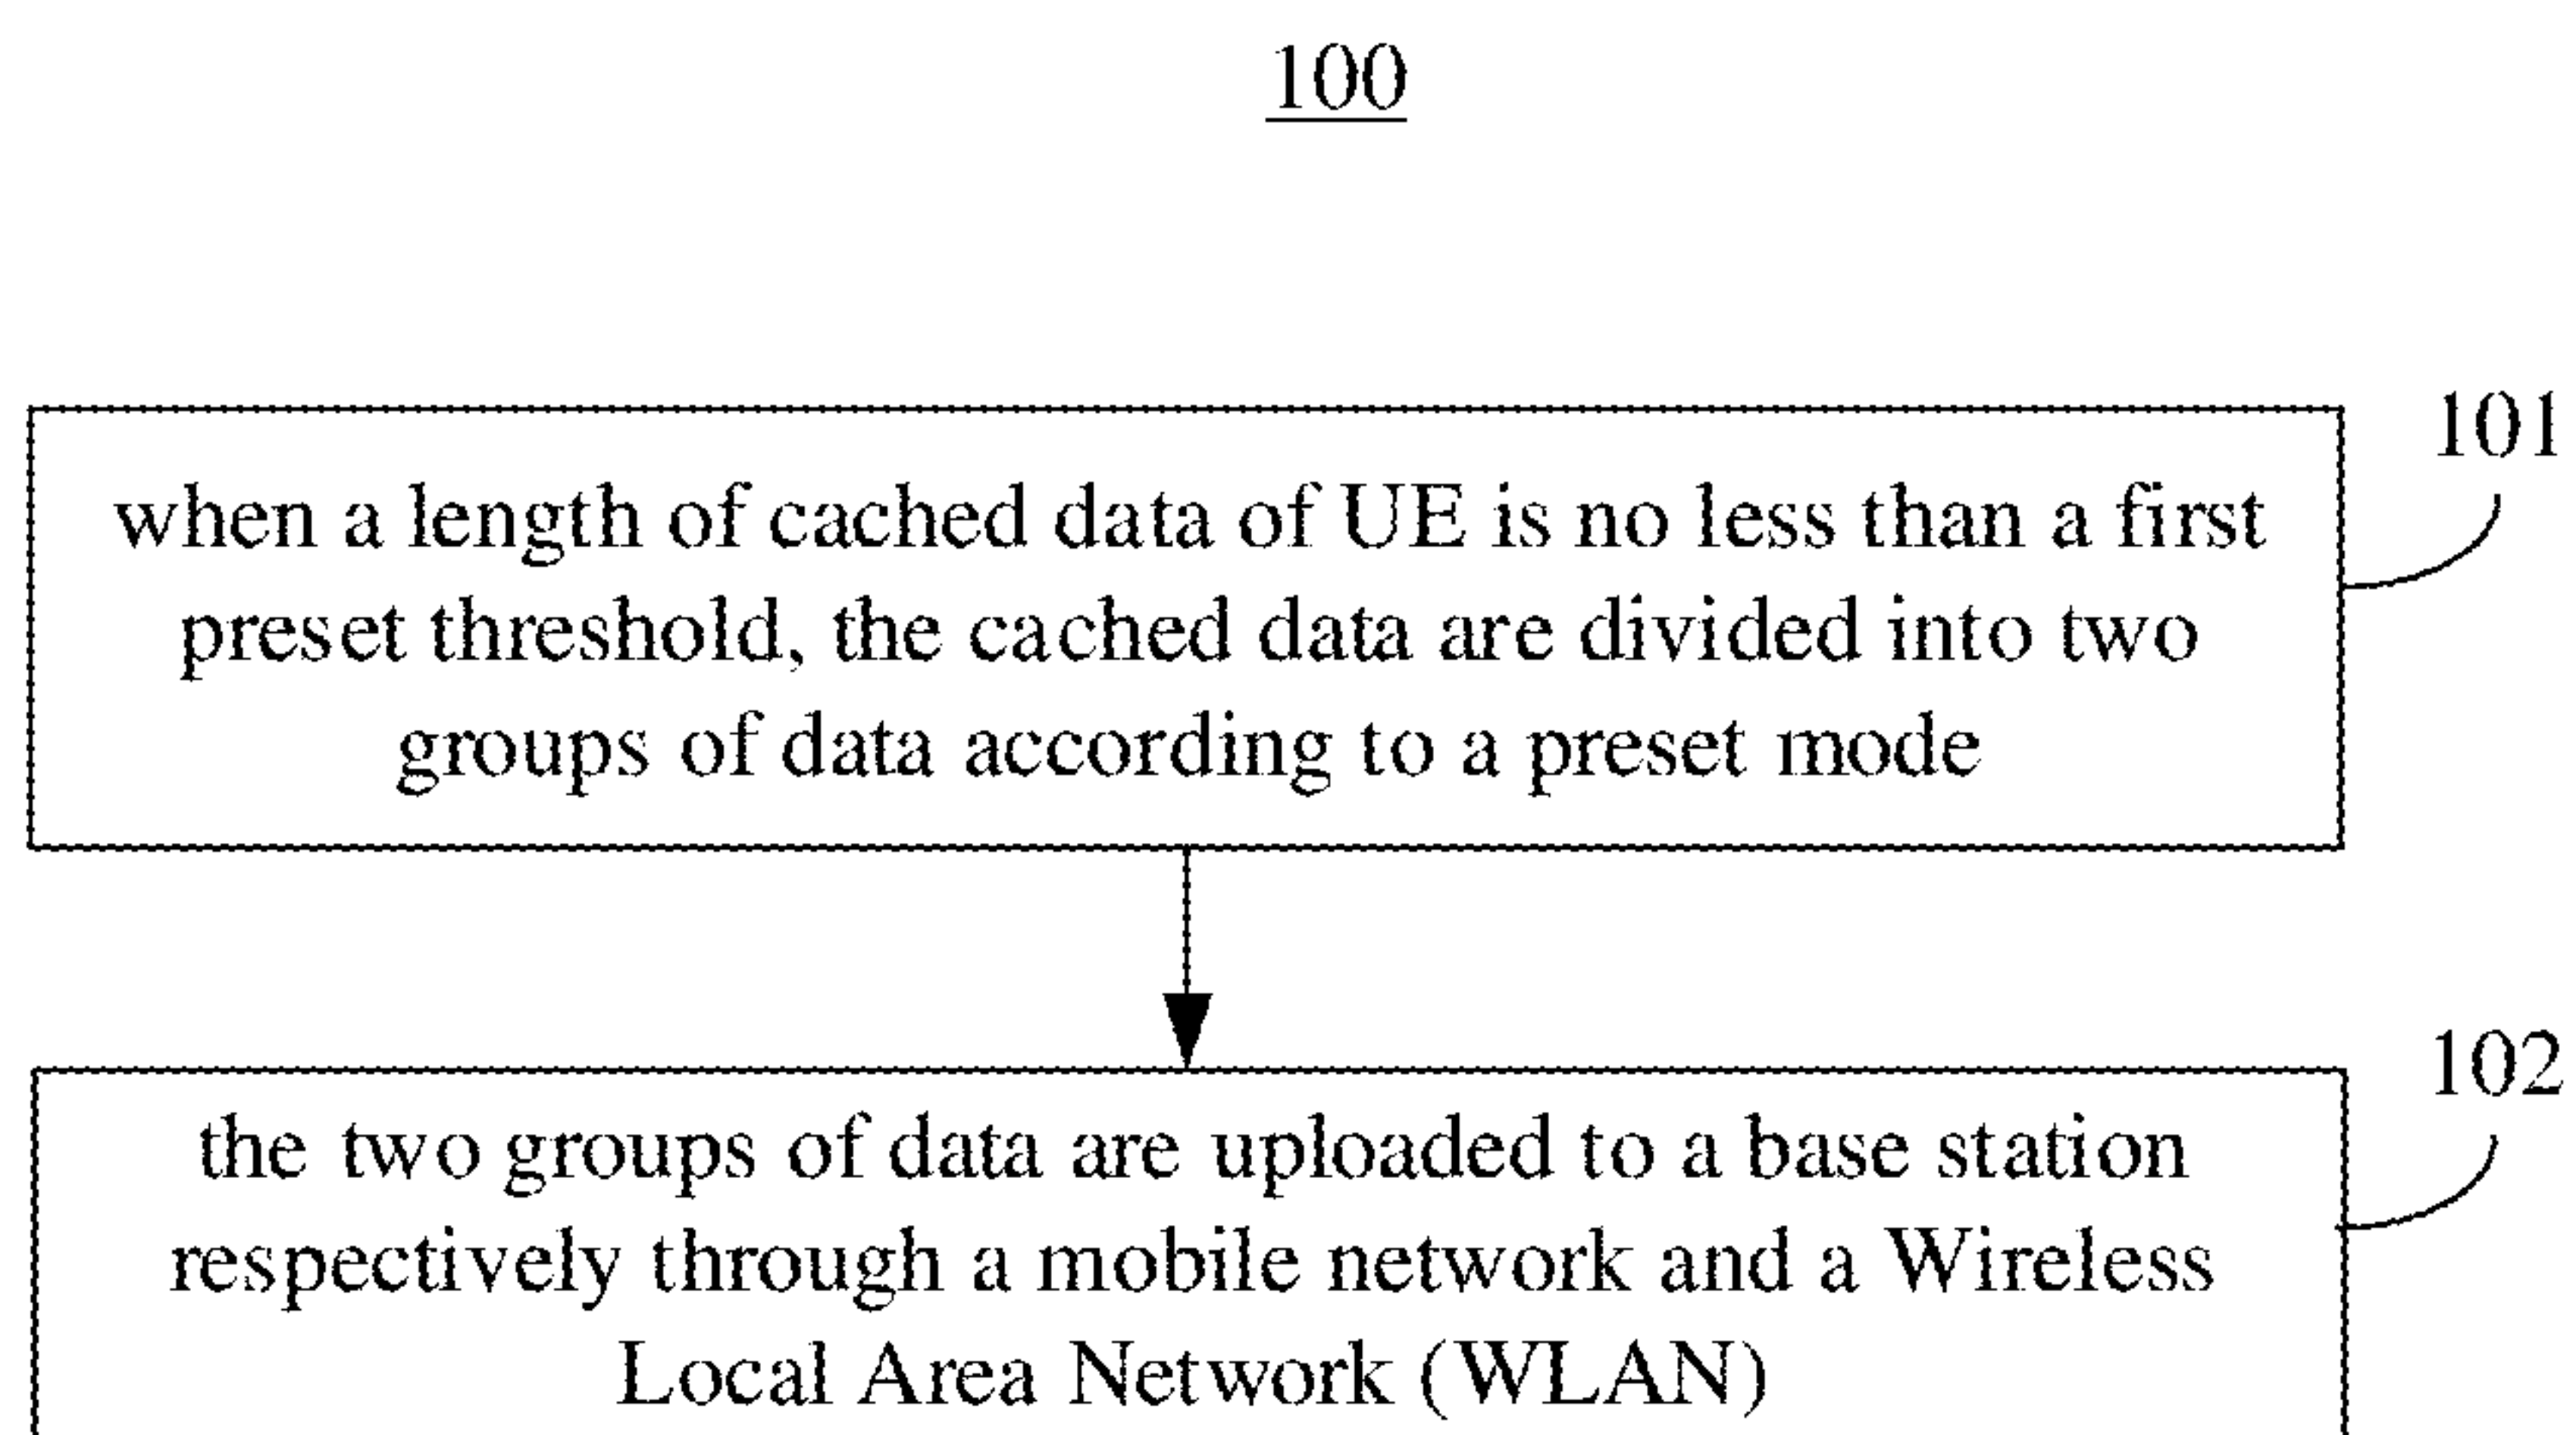 100
101
when a length of cached data of UE is no less than a first
preset threshold, the cached data are divided into two
groups of data according to a preset mode
102
the two groups of data are uploaded to a base station
respectively through a mobile network and a Wireless
Local Area Network (WLAN)